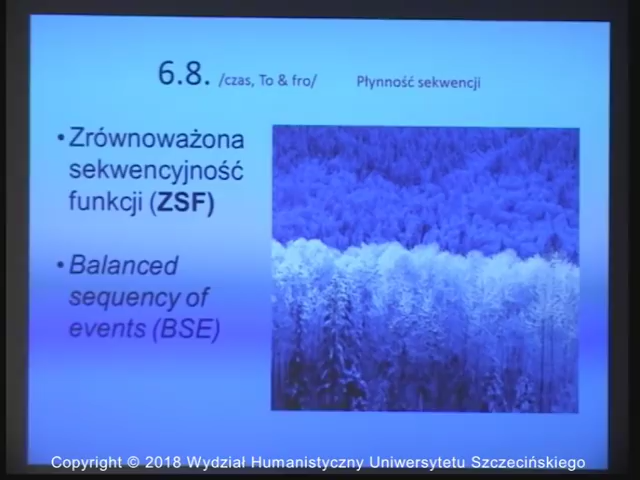 6.8. /czas, To & fro/ Płynność sekwencji
•Zrównoważona
sekwencyjność
funkcji (ZSF)
•Balanced
sequency of
events (BSE)
Copyright © 2018 Wydział Humanistyczny Uniwersytetu Szczecińskiego